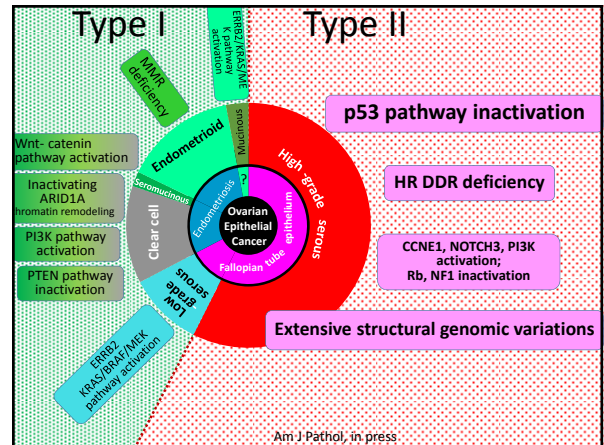 Type I
Type II
ERRB2/KRAS/ME
K pathway
activation
MMR
deficiency
Wnt- catenin
pathway activation
Inactivating
ARID1A
hromatin remodeling
PI3K pathway
activation
PTEN pathway
inactivation
ERRB2
KRAS/BRAF/MEK
pathway activation
Endometrioid
Mucinous
Seromucinous
Clear cell
Low
grade
serous
High -grade serous
Endometriosis
?
Fallopian tube epithelium
Ovarian
Epithelial
Cancer
p53 pathway inactivation
HR DDR deficiency
CCNE1, NOTCH3, PI3K
activation;
Rb, NF1 inactivation
Extensive structural genomic variations
Am J Pathol, in press